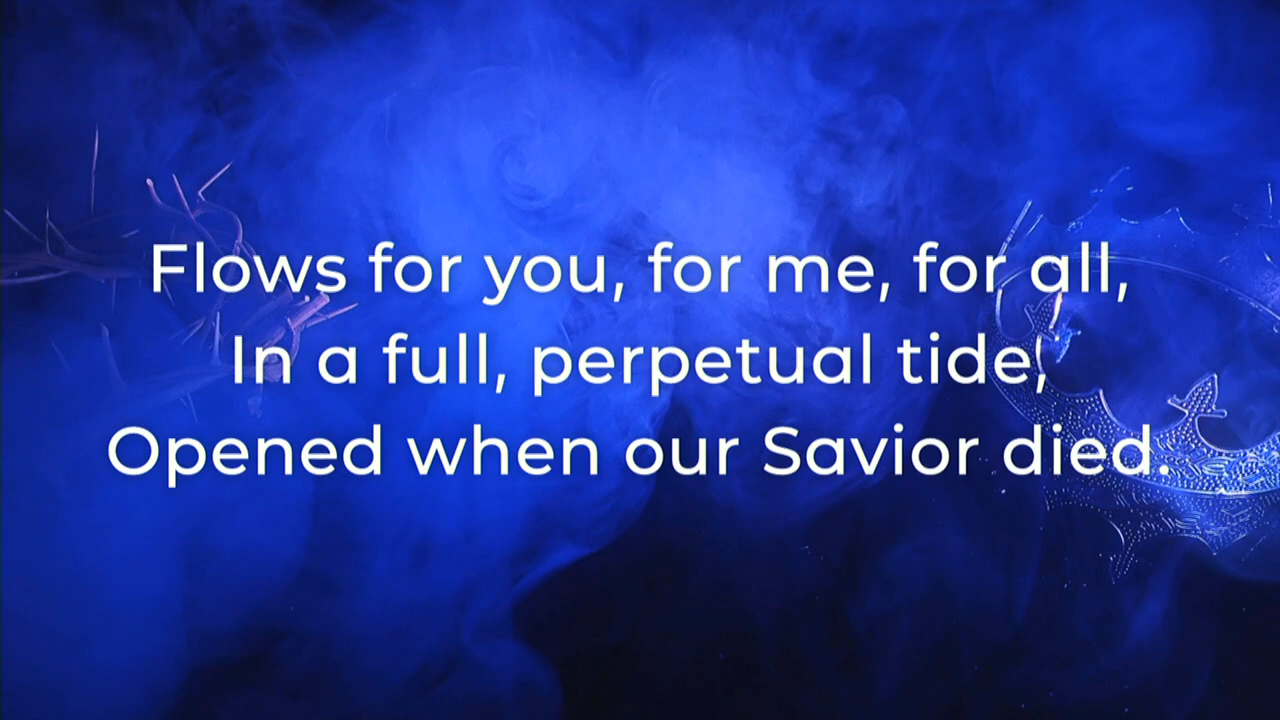 Flows for you, for me, for all,
In a full, perpetual tide,
Opened when our Savior died.